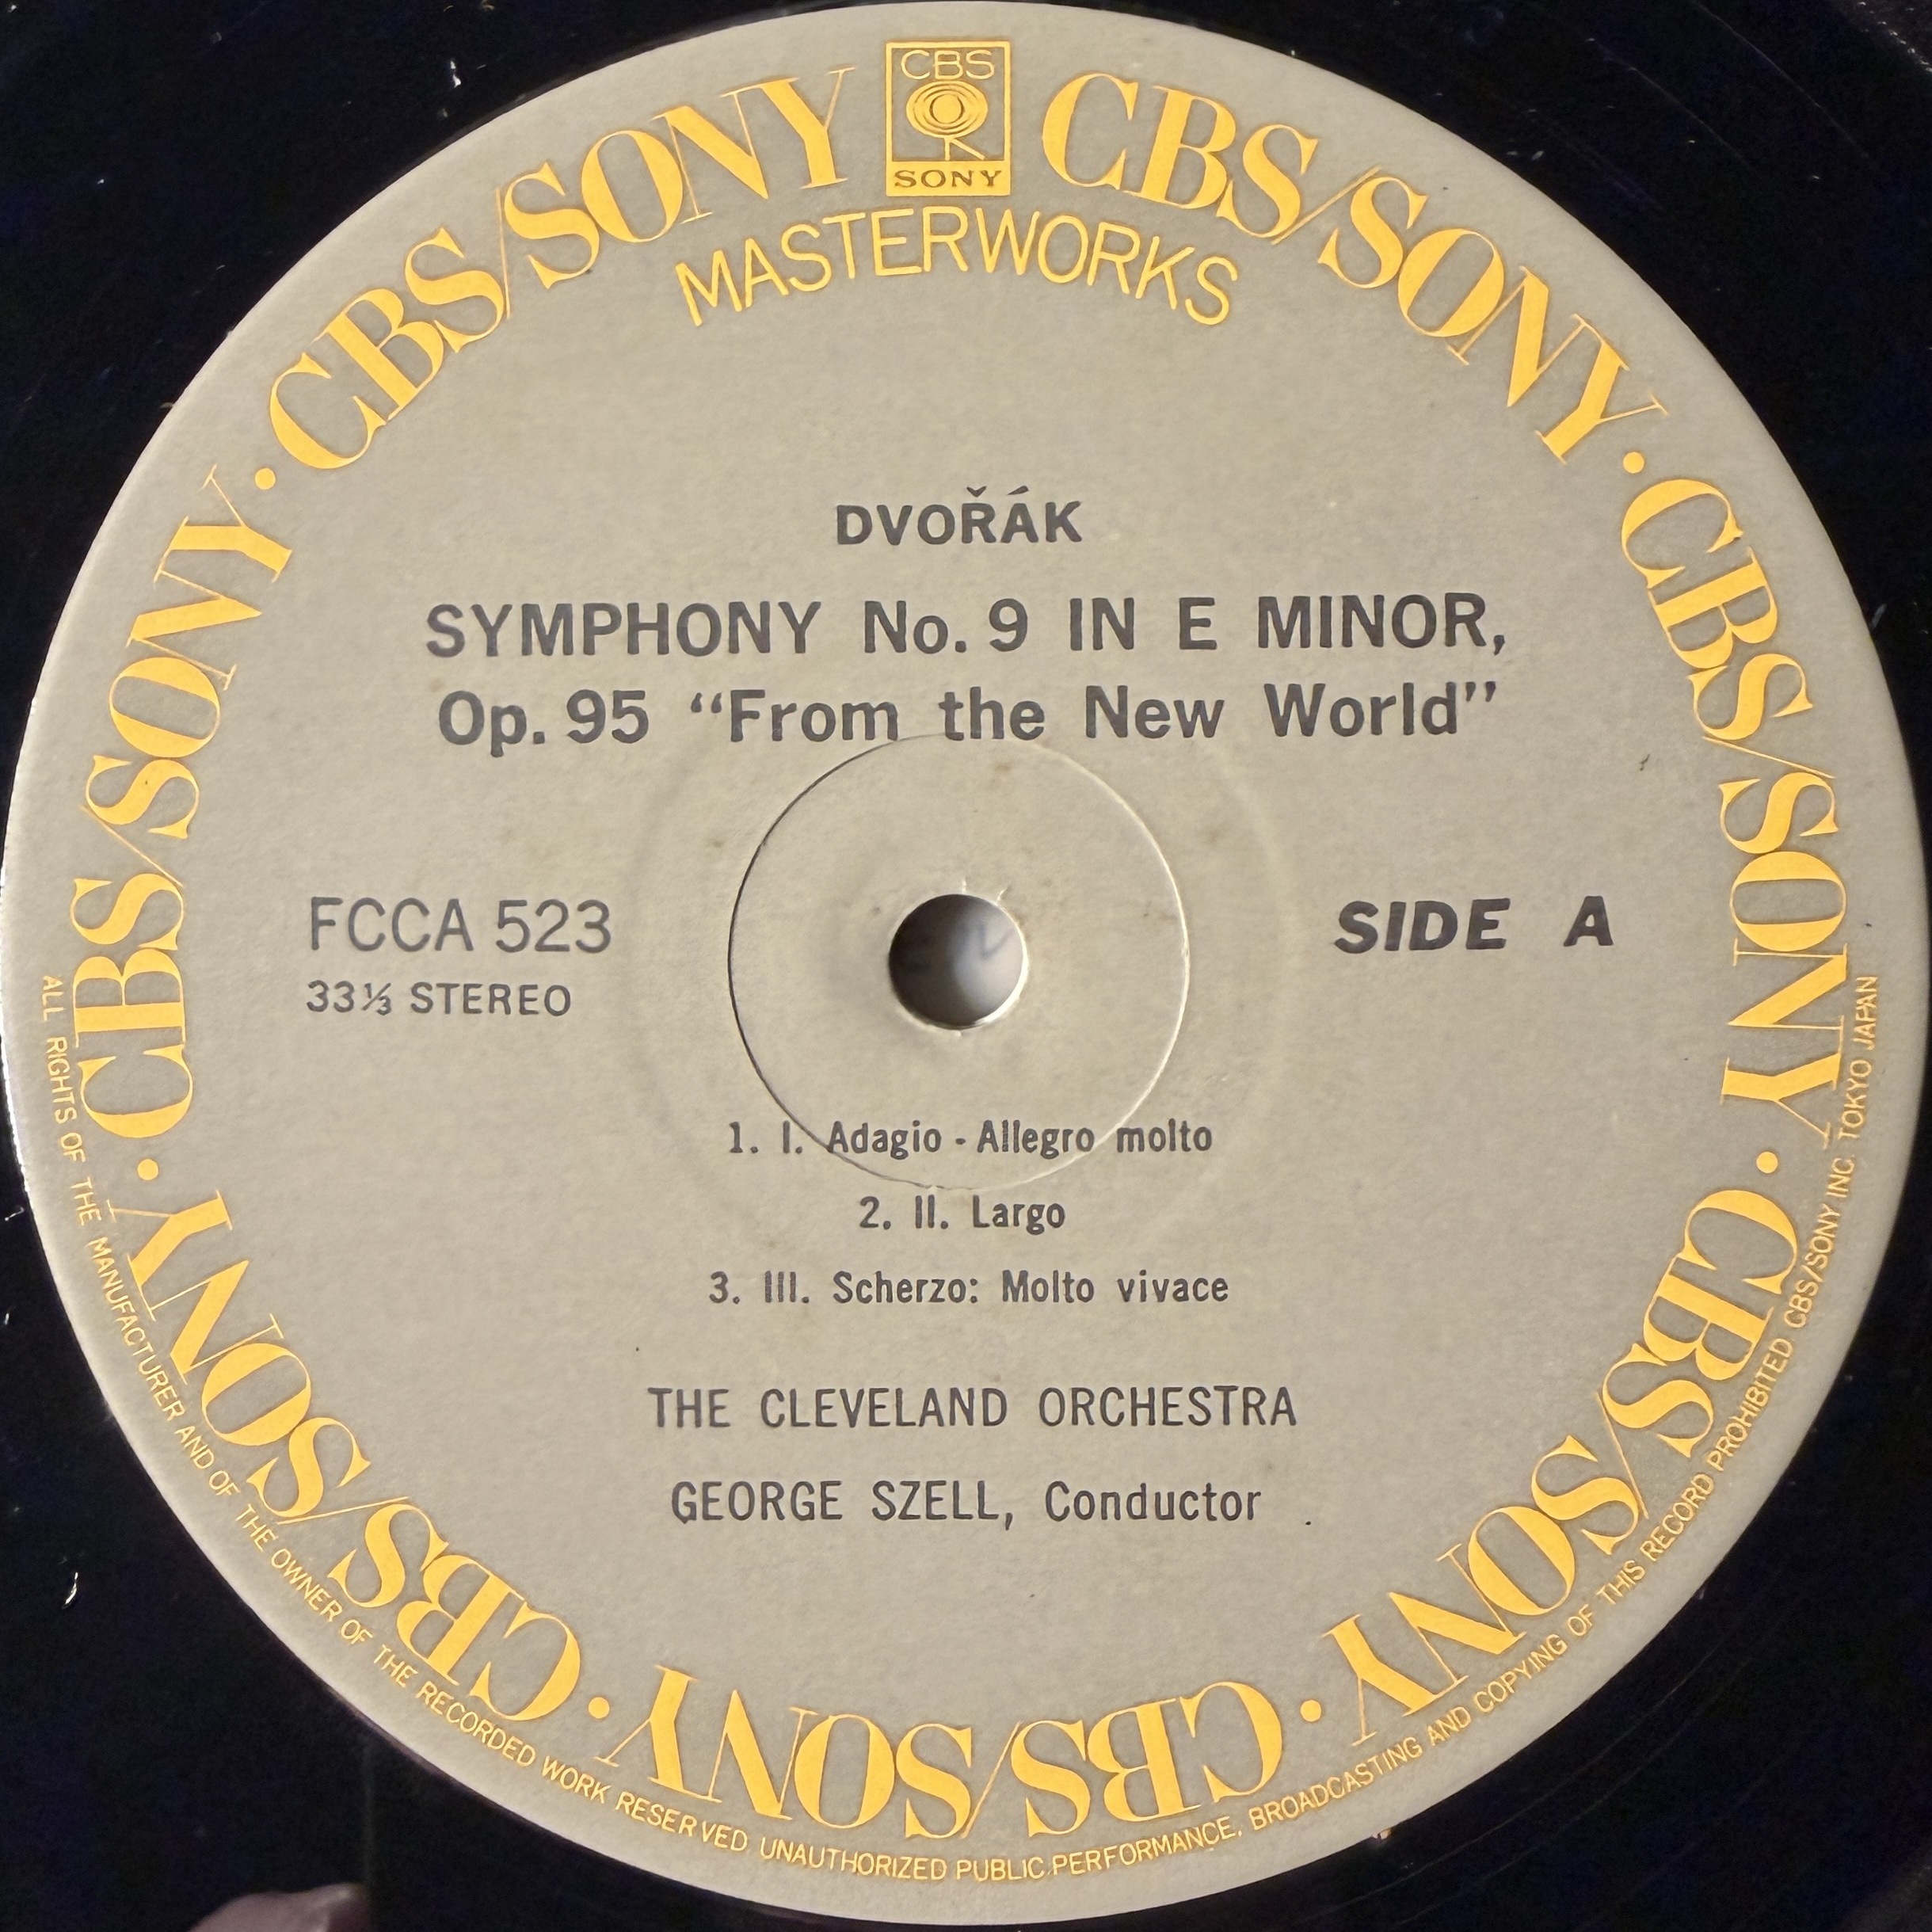 CBS
SONY
CBS/SONY · CBS/SONY · CBS/SONY · CBS/SONY · CBS/SONY · CBS/SONY · CBS/SONY · CBS/SONY
MASTERWORKS
DVOŘÁK
SYMPHONY No. 9 IN E MINOR,
Op. 95 “From the New World”
FCCA 523
SIDE A
33⅓ STEREO
1. I. Adagio - Allegro molto
2. II. Largo
3. III. Scherzo: Molto vivace
THE CLEVELAND ORCHESTRA
GEORGE SZELL, Conductor
ALL RIGHTS OF THE MANUFACTURER AND OF THE OWNER OF THE RECORDED WORK RESERVED UNAUTHORIZED PUBLIC PERFORMANCE, BROADCASTING AND COPYING OF THIS RECORD PROHIBITED CBS/SONY INC. TOKYO JAPAN